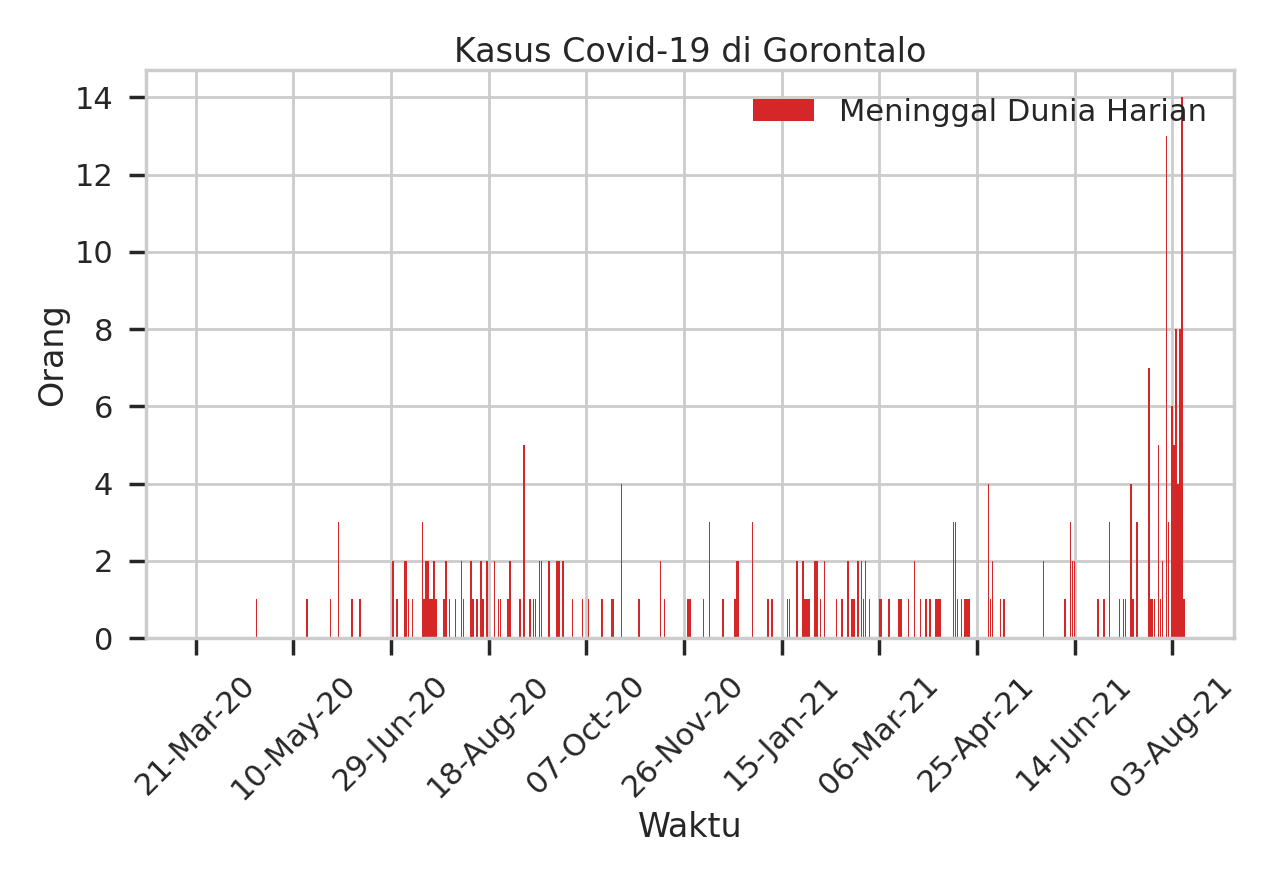 Kasus Covid-19 di Gorontalo
Meninggal Dunia Harian
Orang
14
12
10
8
6
4
2
0
21-Mar-20
10-May-20
29-Jun-20
18-Aug-20
07-Oct-20
26-Nov-20
15-Jan-21
06-Mar-21
25-Apr-21
14-Jun-21
03-Aug-21
Waktu